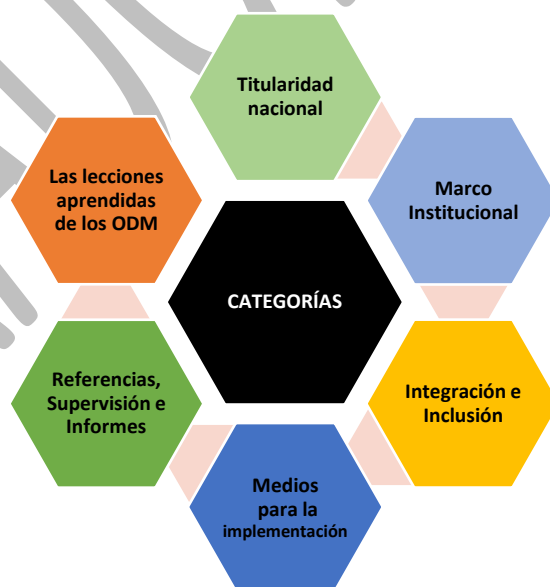 Titularidad
nacional
Marco
Institucional
Integración e
Inclusión
Medios
para la
implementación
Referencias,
Supervisión e
Informes
Las lecciones
aprendidas
de los ODM
CATEGORÍAS